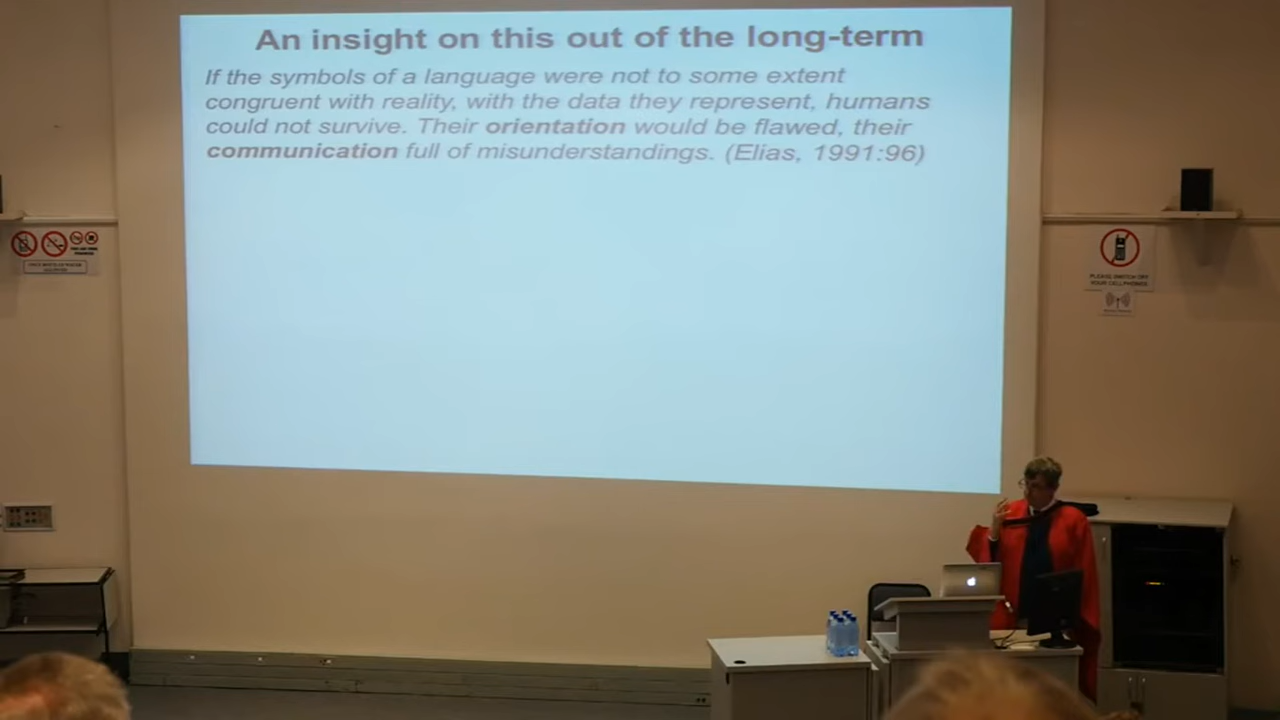 An insight on this out of the long-term
If the symbols of a language were not to some extent
congruent with reality, with the data they represent, humans
could not survive. Their orientation would be flawed, their
communication full of misunderstandings. (Elias, 1991:96)
PLEASE SWITCH OFF
YOUR CELLPHONES